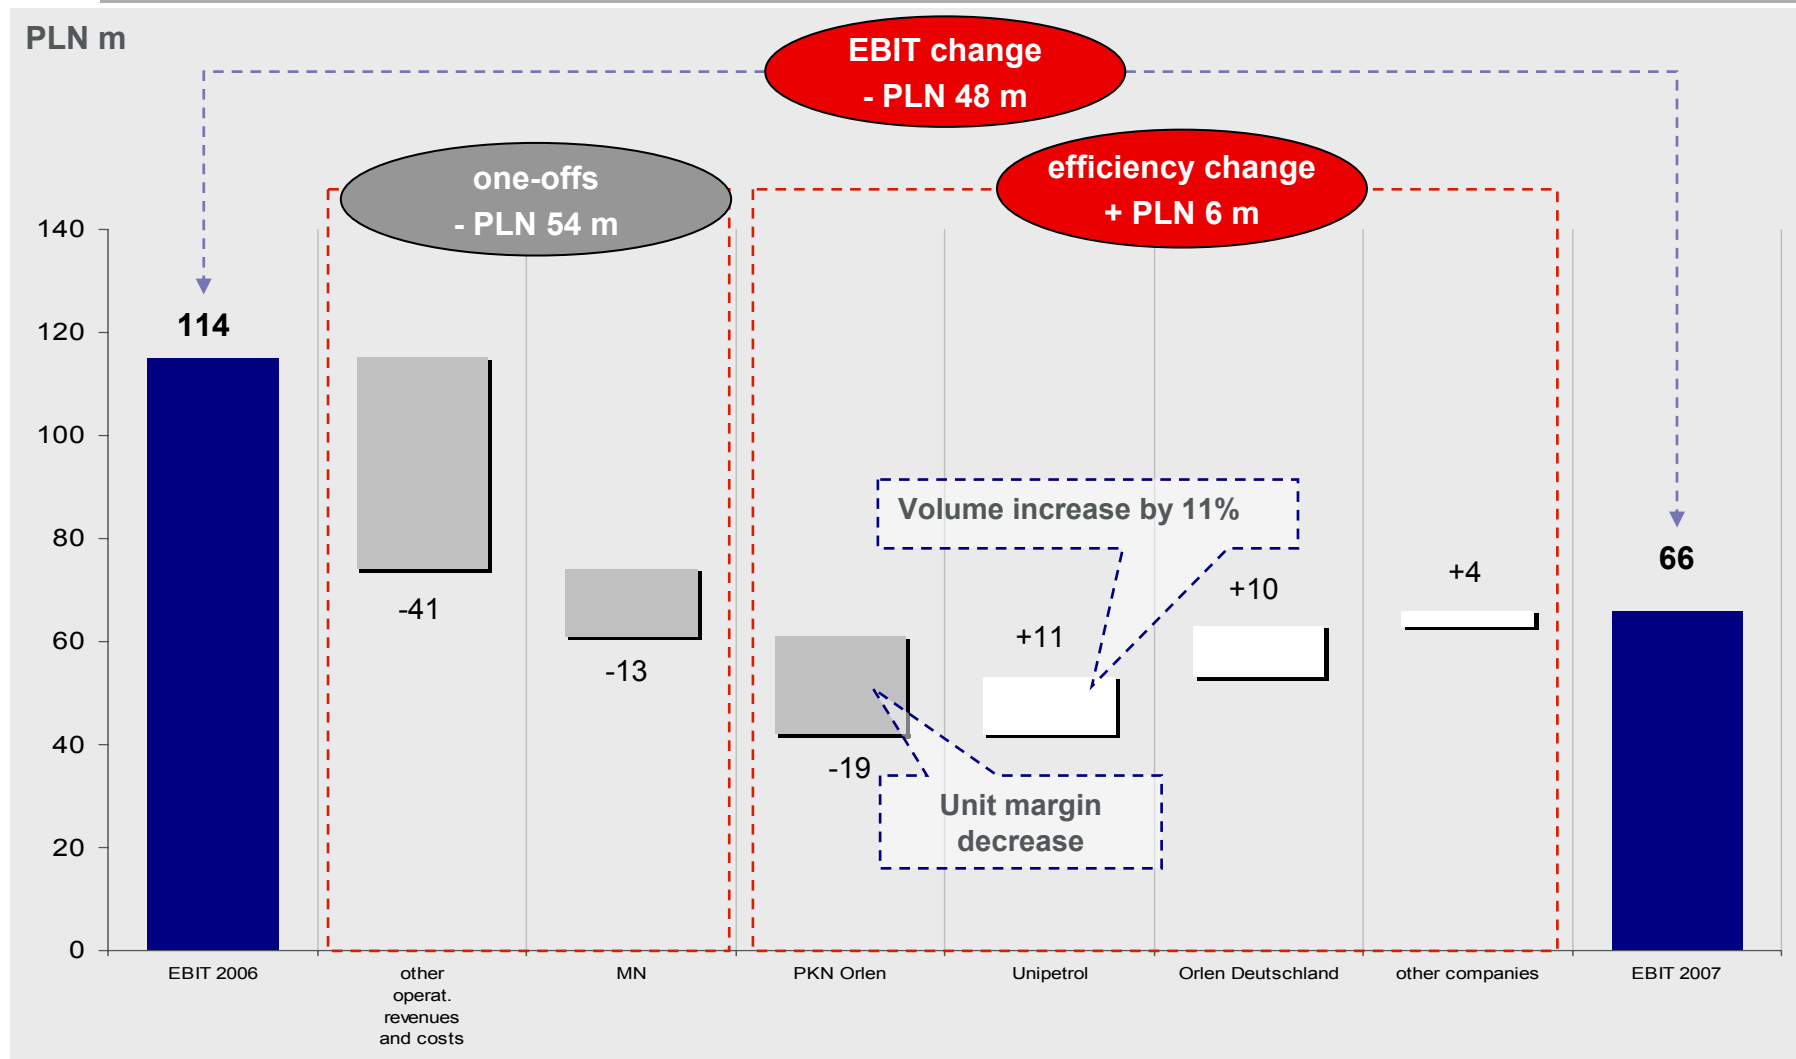 PLN m
EBIT change
- PLN 48 m
one-offs
- PLN 54 m
efficiency change
+ PLN 6 m
140
120
100
80
60
40
20
0
114
-41
-13
-19
+11
+10
+4
66
Volume increase by 11%
Unit margin
decrease
EBIT 2006
other
operat.
revenues
and costs
MN
PKN Orlen
Unipetrol
Orlen Deutschland
other companies
EBIT 2007